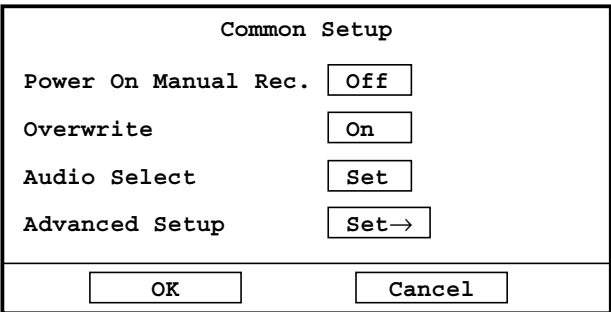 Common Setup
Power On Manual Rec. Off
Overwrite On
Audio Select Set
Advanced Setup Set→
OK Cancel